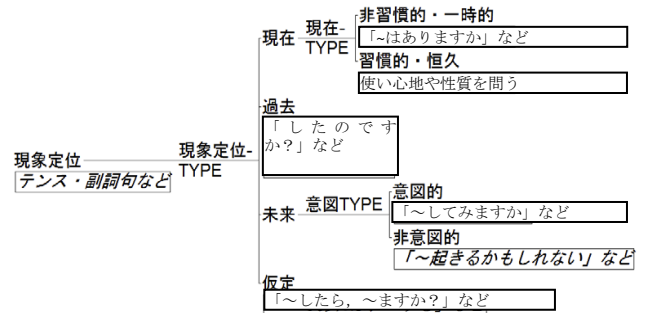 非習慣的・一時的
現在 現在-TYPE
「~はありますか」など
習慣的・恒久
使い心地や性質を問う
過去
「したのですか？」など
現象定位 現象定位-TYPE
テンス・副詞句など
意図的
未来 意図TYPE
「～してみますか」など
非意図的
「～起きるかもしれない」など
仮定
「～したら，～ますか？」など